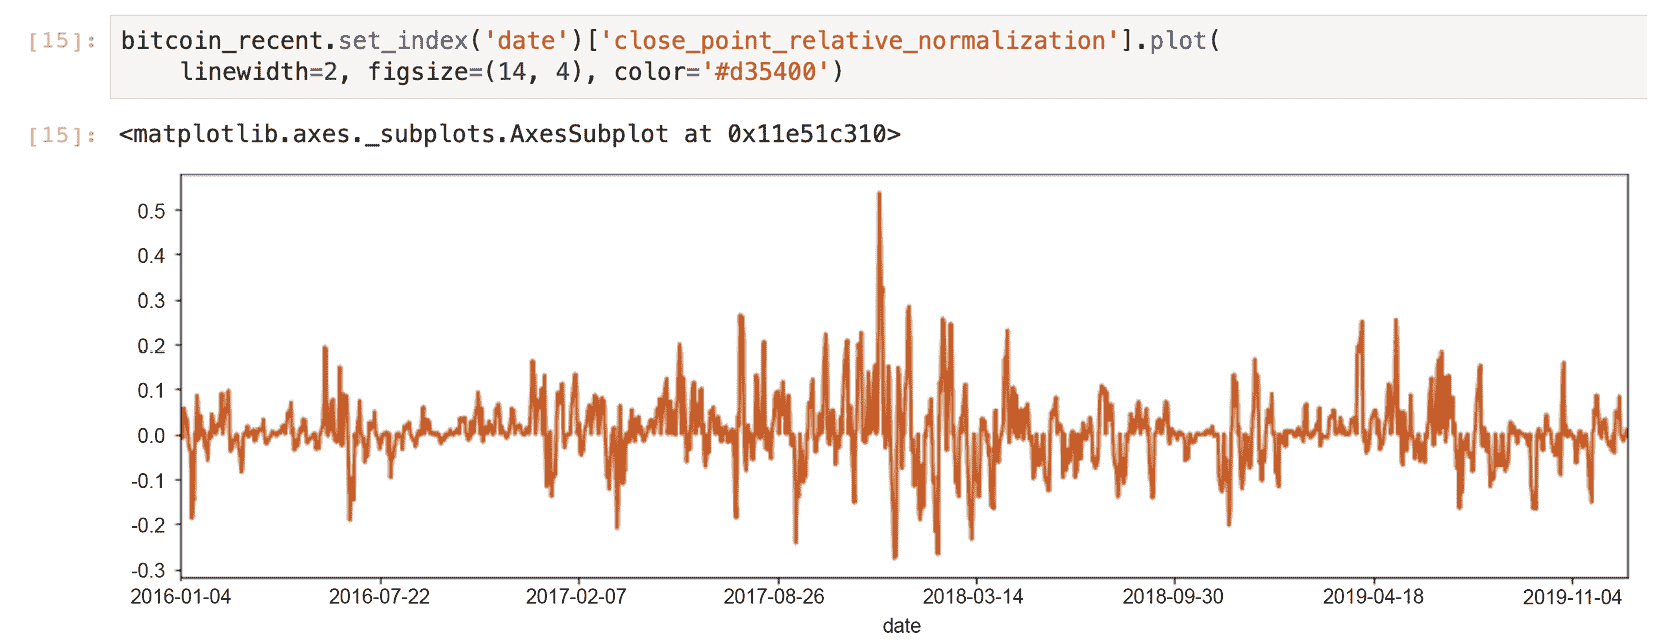 [15]: bitcoin_recent.set_index('date')['close_point_relative_normalization'].plot(
linewidth=2, figsize=(14, 4), color='#d35400')
[15]: <matplotlib.axes._subplots.AxesSubplot at 0x11e51c310>
0.5
0.4
0.3
0.2
0.1
0.0
-0.1
-0.2
-0.3
2016-01-04 2016-07-22 2017-02-07 2017-08-26 2018-03-14 2018-09-30 2019-04-18 2019-11-04
date